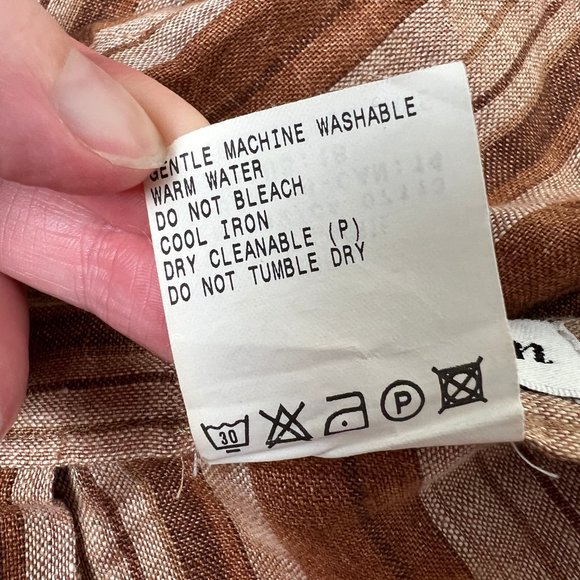 GENTLE MACHINE WASHABLE
WARM WATER
DO NOT BLEACH
COOL IRON
DRY CLEANABLE (P)
DO NOT TUMBLE DRY
30
P
n